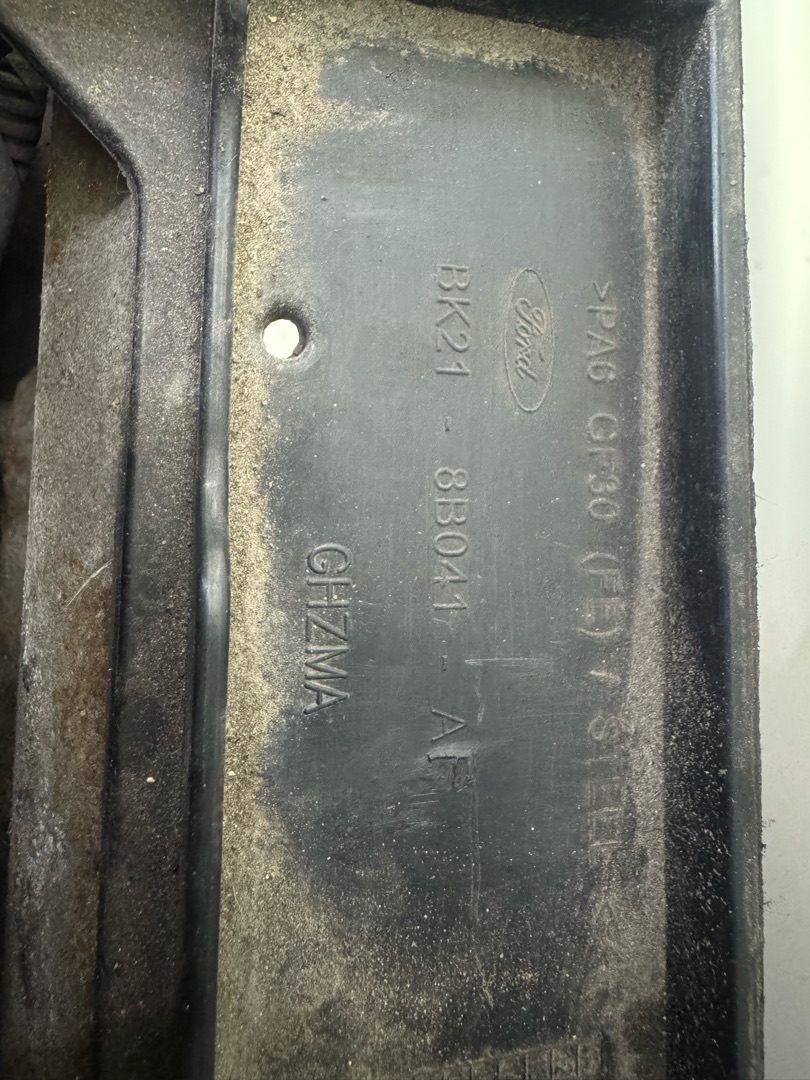 >PA6 GF30 (FE) / STEEL<
Ford
BK21 - 8B041 - AF
GHZMA